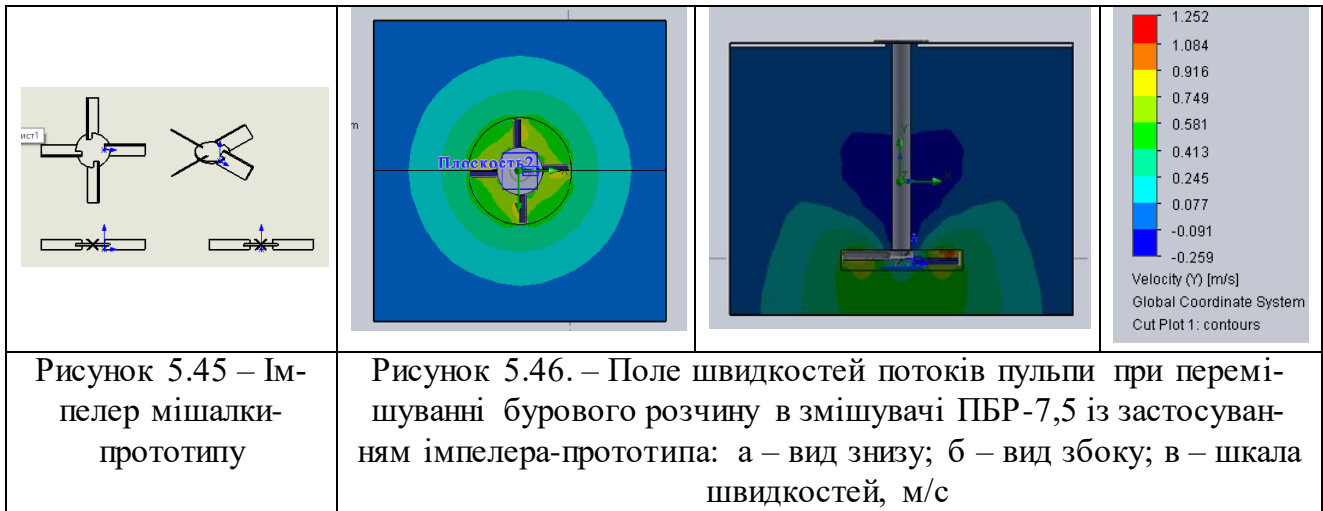 ист1
m
Плоскость2
X
Y
X
1.252
1.084
0.916
0.749
0.581
0.413
0.245
0.077
-0.091
-0.259
Velocity (Y) [m/s]
Global Coordinate System
Cut Plot 1: contours
Рисунок 5.45 – Ім-
пелер мішалки-
прототипу
Рисунок 5.46. – Поле швидкостей потоків пульпи при перемі-
шуванні бурового розчину в змішувачі ПБР-7,5 із застосуван-
ням імпелера-прототипа: а – вид знизу; б – вид збоку; в – шкала
швидкостей, м/с